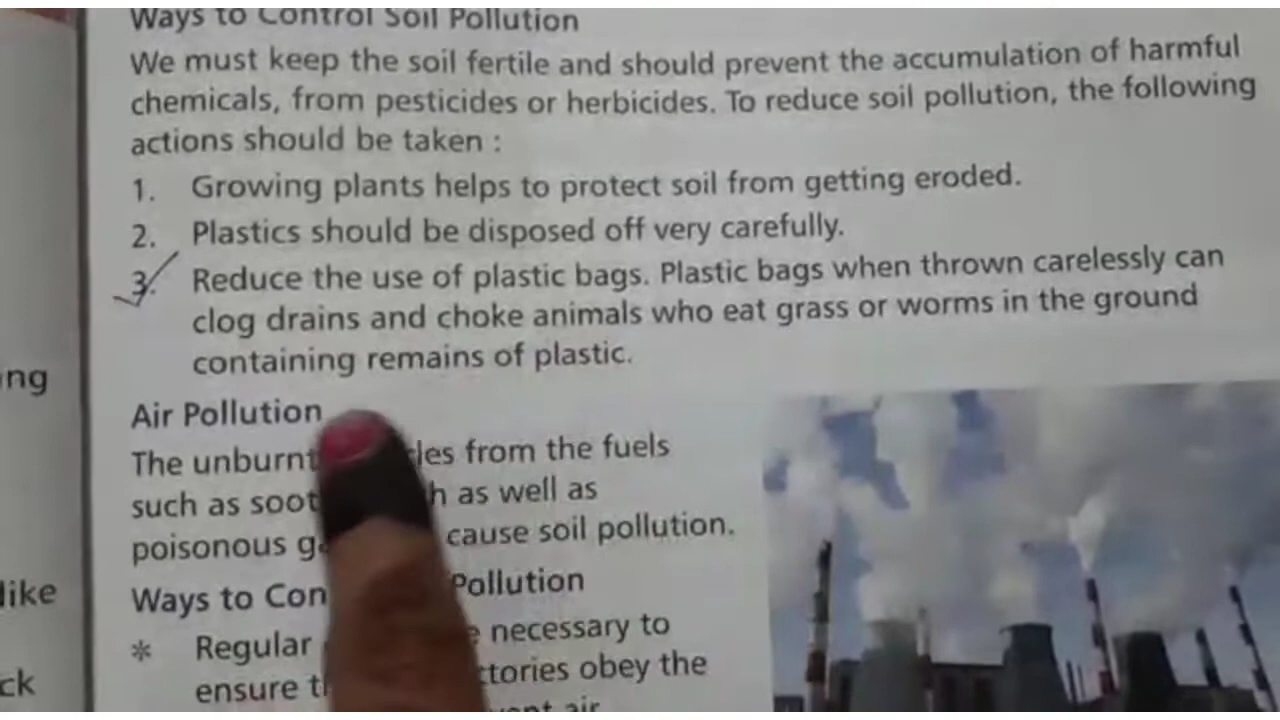 Ways to Control Soil Pollution
We must keep the soil fertile and should prevent the accumulation of harmful
chemicals, from pesticides or herbicides. To reduce soil pollution, the following
actions should be taken :
1. Growing plants helps to protect soil from getting eroded.
2. Plastics should be disposed off very carefully.
3. Reduce the use of plastic bags. Plastic bags when thrown carelessly can
clog drains and choke animals who eat grass or worms in the ground
containing remains of plastic.
ng
Air Pollution
The unburnt les from the fuels
such as soot h as well as
poisonous cause soil pollution.
like
Ways to Con Pollution
* Regular necessary to
ensure ctories obey the
ck
air